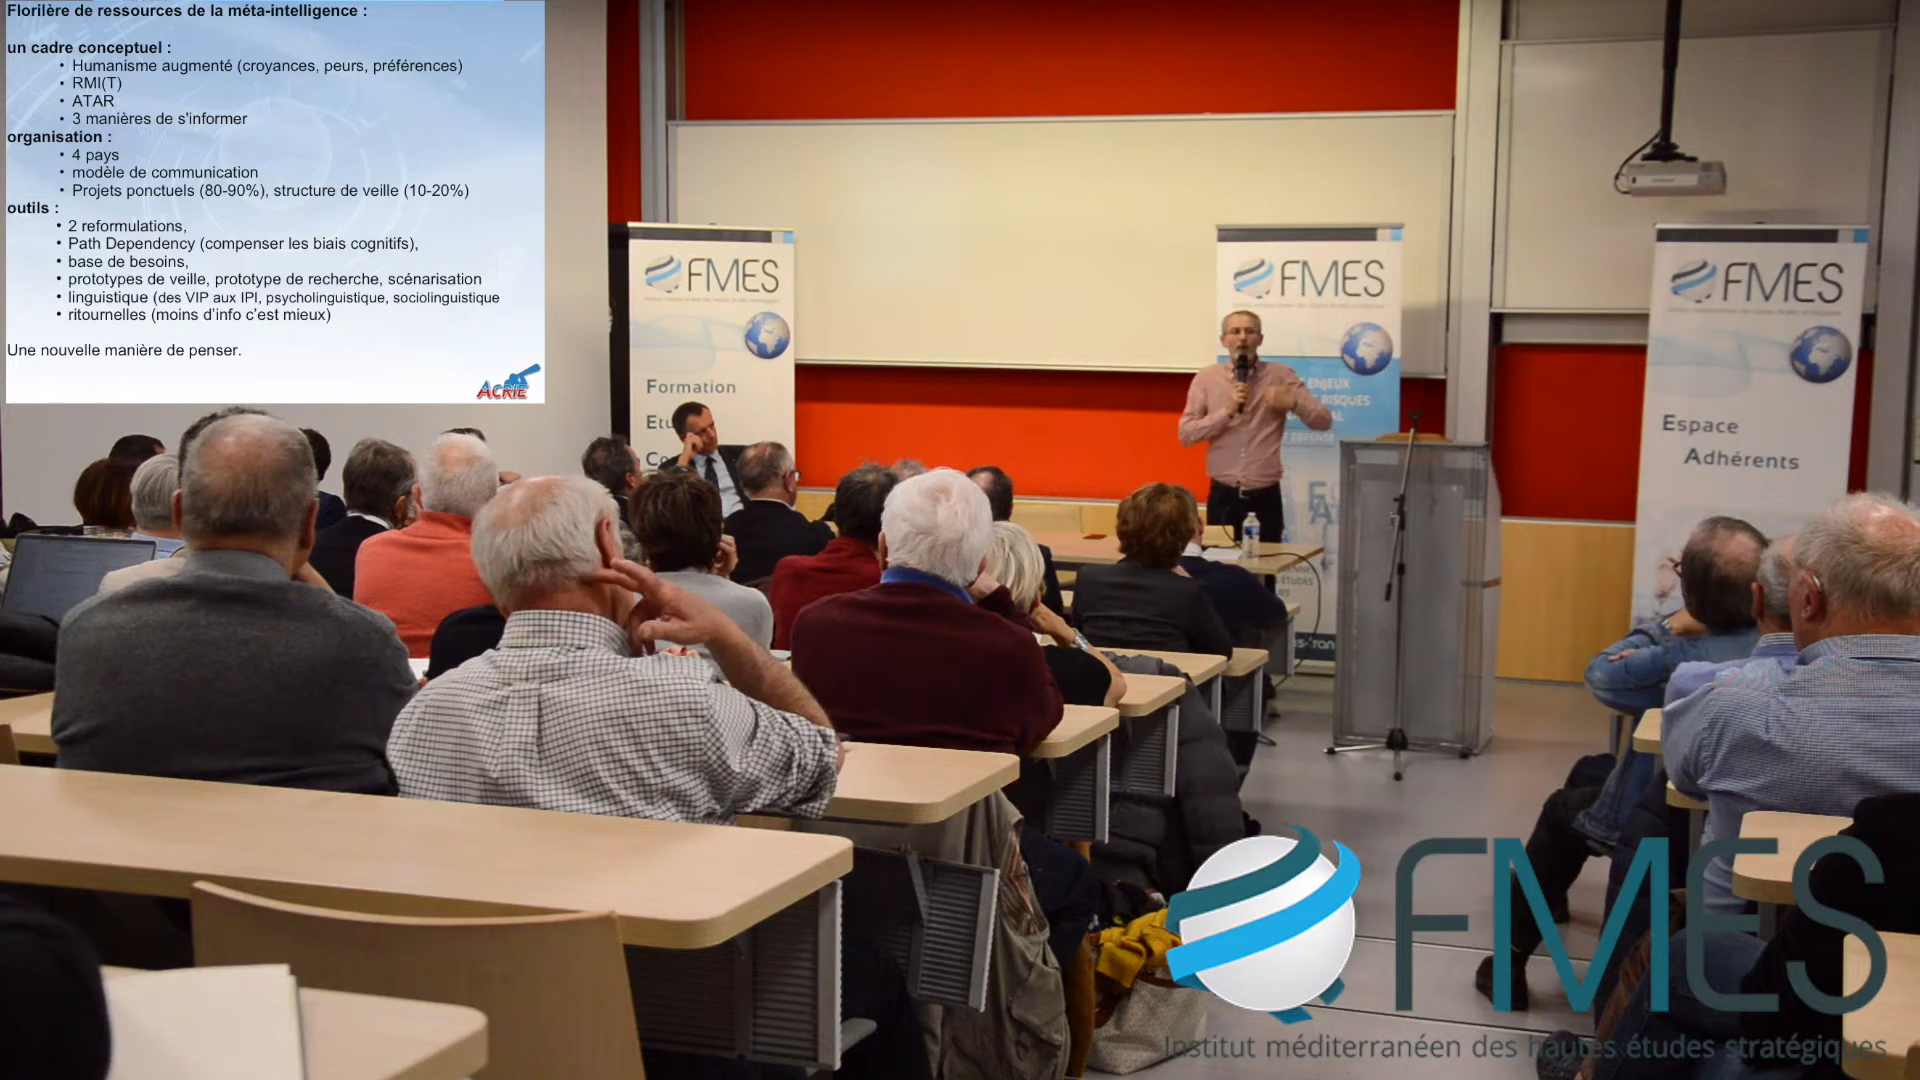 Florilère de ressources de la méta-intelligence :
un cadre conceptuel :
• Humanisme augmenté (croyances, peurs, préférences)
• RMI(T)
• ATAR
• 3 manières de s'informer
organisation :
• 4 pays
• modèle de communication
• Projets ponctuels (80-90%), structure de veille (10-20%)
outils :
• 2 reformulations,
• Path Dependency (compenser les biais cognitifs),
• base de besoins,
• prototypes de veille, prototype de recherche, scénarisation
• linguistique (des VIP aux IPI, psycholinguistique, sociolinguistique
• ritournelles (moins d'info c'est mieux)
Une nouvelle manière de penser.
ACRIE
FMES
Formation
FMES
ENJEUX
RISQUES
FMES
Espace
Adhérents
FMES
Institut méditerranéen des hautes études stratégiques